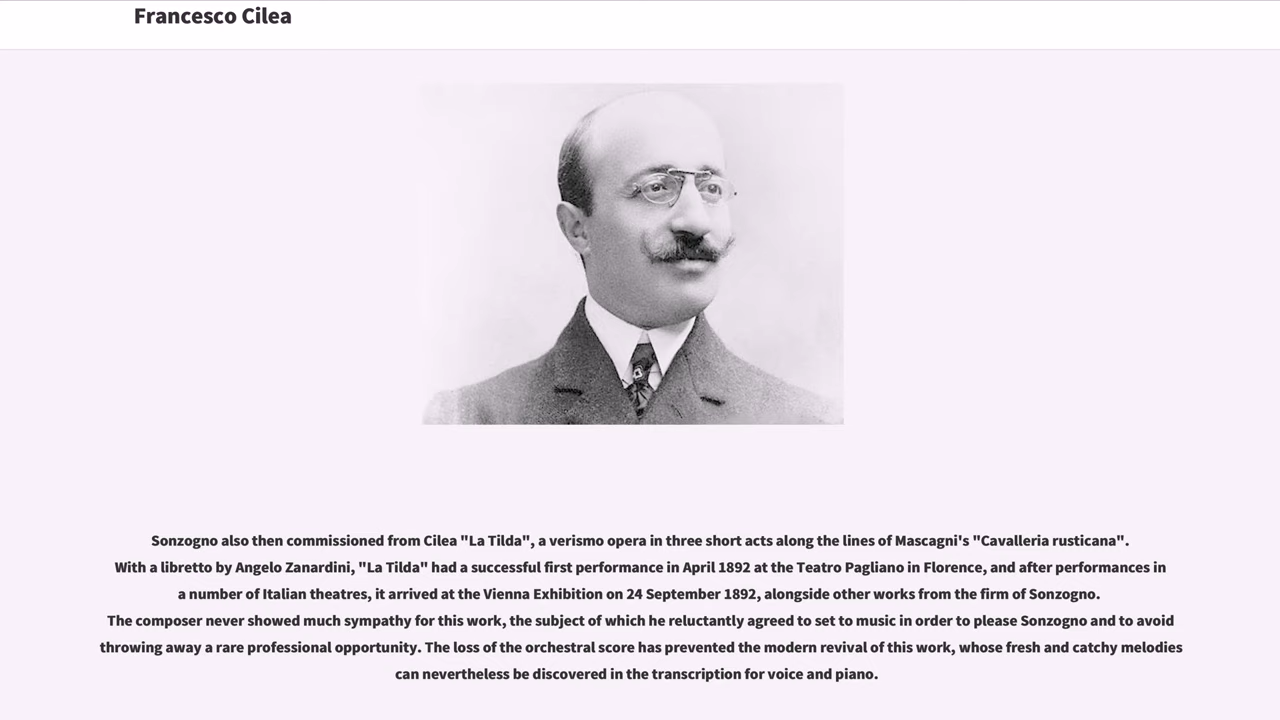 Francesco Cilea
Sonzogno also then commissioned from Cilea "La Tilda", a verismo opera in three short acts along the lines of Mascagni's "Cavalleria rusticana".
With a libretto by Angelo Zanardini, "La Tilda" had a successful first performance in April 1892 at the Teatro Pagliano in Florence, and after performances in
a number of Italian theatres, it arrived at the Vienna Exhibition on 24 September 1892, alongside other works from the firm of Sonzogno.
The composer never showed much sympathy for this work, the subject of which he reluctantly agreed to set to music in order to please Sonzogno and to avoid
throwing away a rare professional opportunity. The loss of the orchestral score has prevented the modern revival of this work, whose fresh and catchy melodies
can nevertheless be discovered in the transcription for voice and piano.